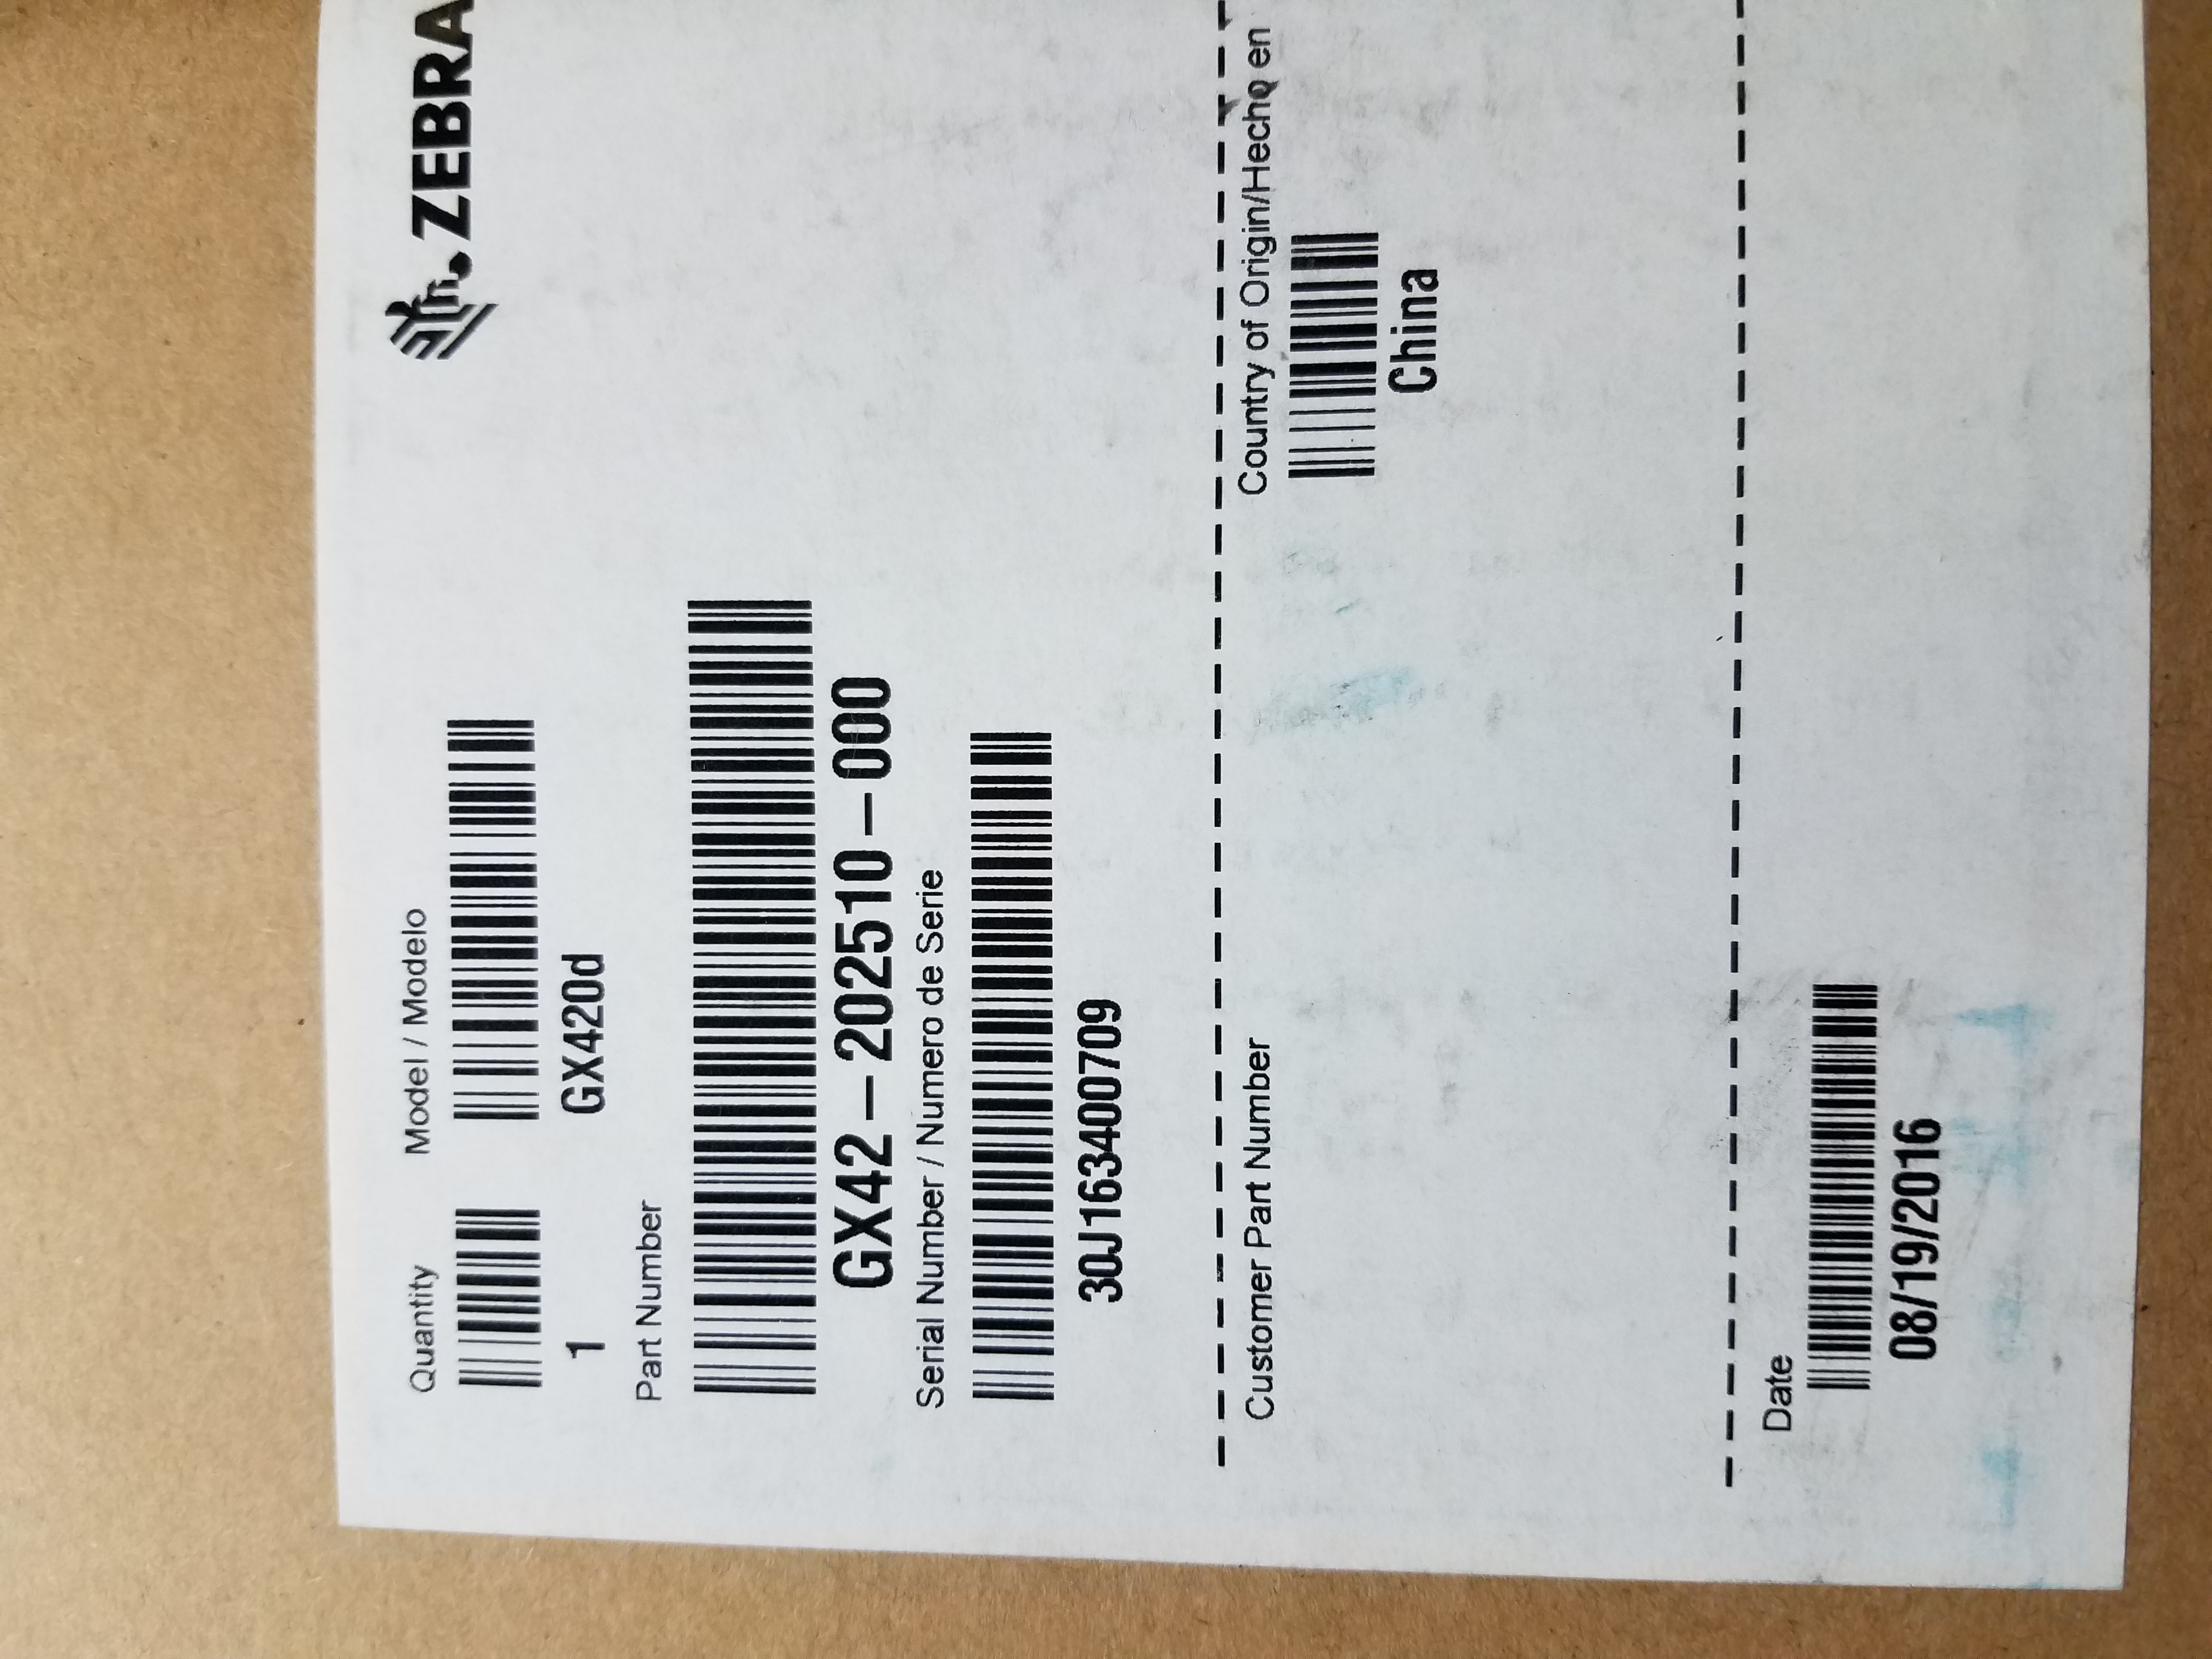 ZEBRA
Quantity Model / Modelo
1 GX420d
Part Number
GX42-202510-000
Serial Number / Numero de Serie
30J163400709
Customer Part Number Country of Origin/Hecho en
China
Date
08/19/2016